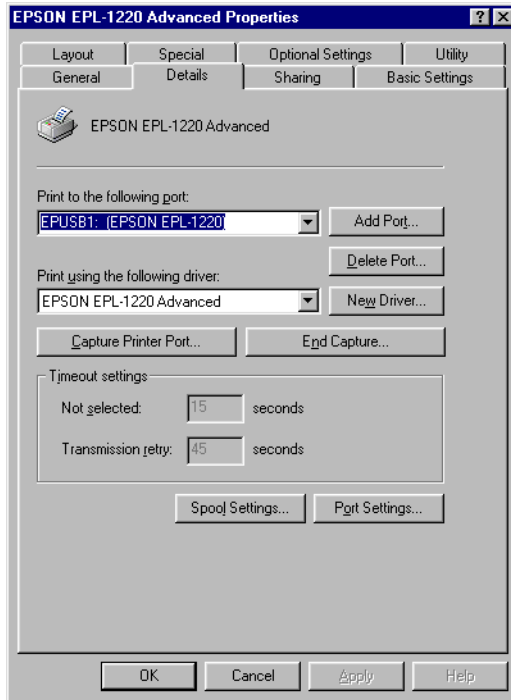 EPSON EPL-1220 Advanced Properties
Layout Special Optional Settings Utility
General Details Sharing Basic Settings
EPSON EPL-1220 Advanced
Print to the following port:
EPUSB1: (EPSON EPL-1220) Add Port...
Delete Port...
Print using the following driver:
EPSON EPL-1220 Advanced New Driver...
Capture Printer Port... End Capture...
Timeout settings
Not selected: 15 seconds
Transmission retry: 45 seconds
Spool Settings... Port Settings...
OK Cancel Apply Help